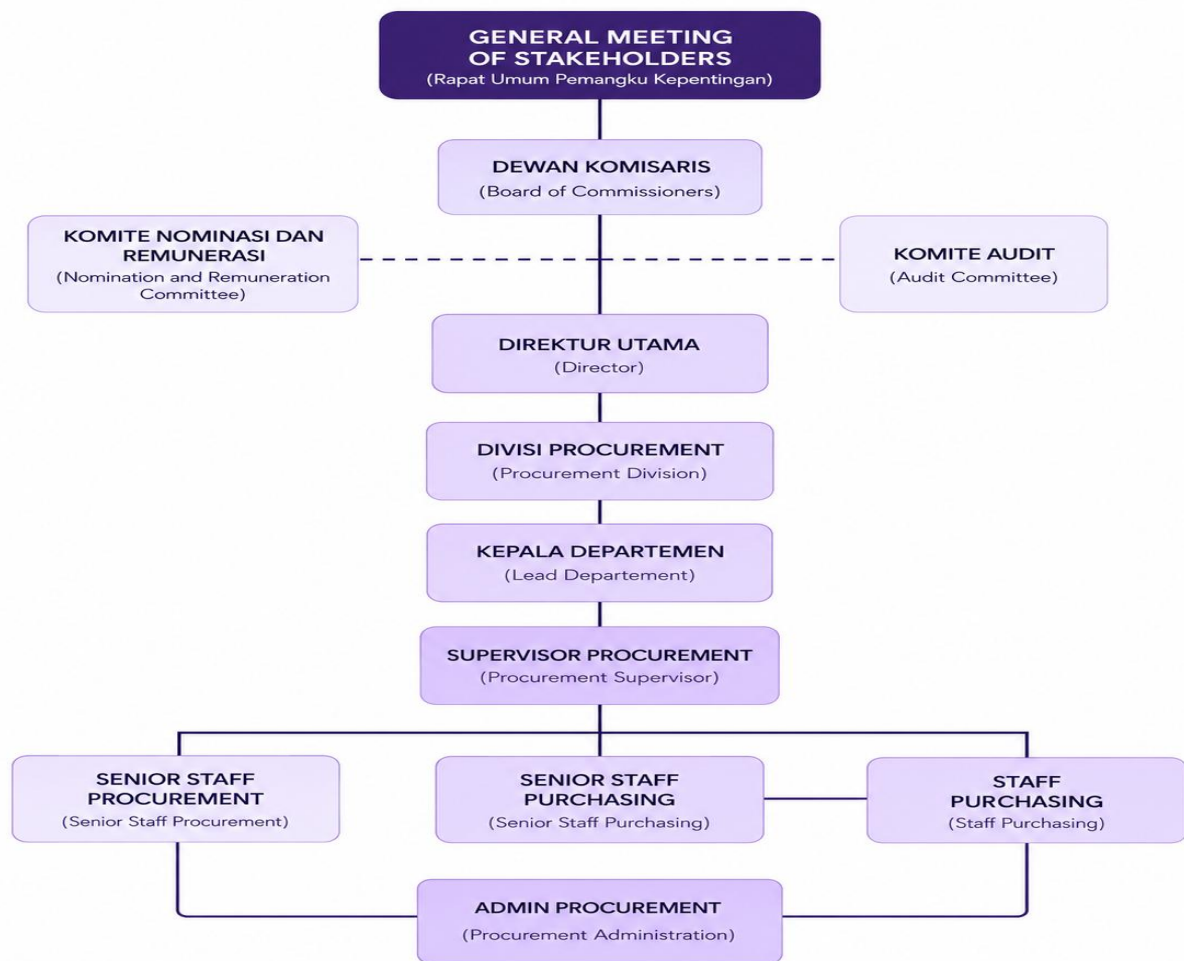 GENERAL MEETING
OF STAKEHOLDERS
(Rapat Umum Pemangku Kepentingan)
DEWAN KOMISARIS
(Board of Commissioners)
KOMITE NOMINASI DAN
REMUNERASI
(Nomination and Remuneration
Committee)
KOMITE AUDIT
(Audit Committee)
DIREKTUR UTAMA
(Director)
DIVISI PROCUREMENT
(Procurement Division)
KEPALA DEPARTEMEN
(Lead Departement)
SUPERVISOR PROCUREMENT
(Procurement Supervisor)
SENIOR STAFF
PROCUREMENT
(Senior Staff Procurement)
SENIOR STAFF
PURCHASING
(Senior Staff Purchasing)
STAFF
PURCHASING
(Staff Purchasing)
ADMIN PROCUREMENT
(Procurement Administration)